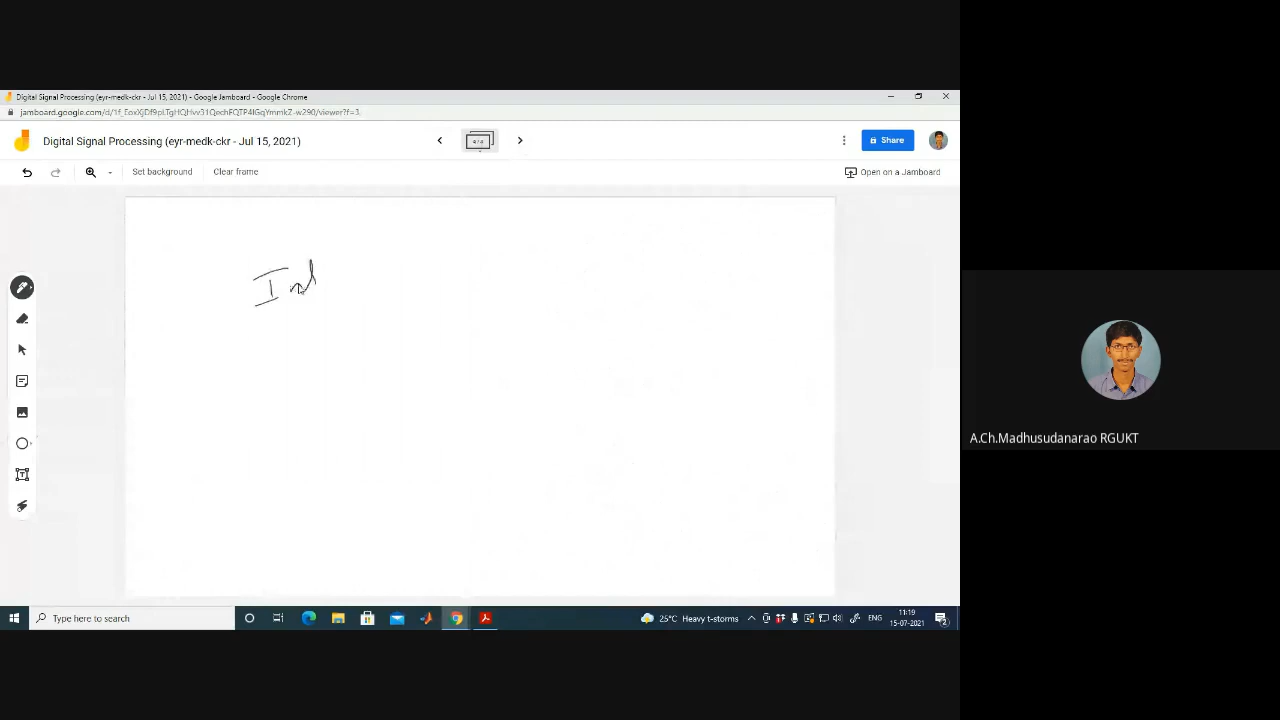 Digital Signal Processing (eyr-medk-ckr - Jul 15, 2021) - Google Jamboard - Google Chrome
Digital Signal Processing (eyr-medk-ckr - Jul 15, 2021)
Share
Set background
Clear frame
Open on a Jamboard
A.Ch.Madhusudanarao RGUKT
Type here to search
25°C Heavy t-storms
ENG
11:19
15-07-2021